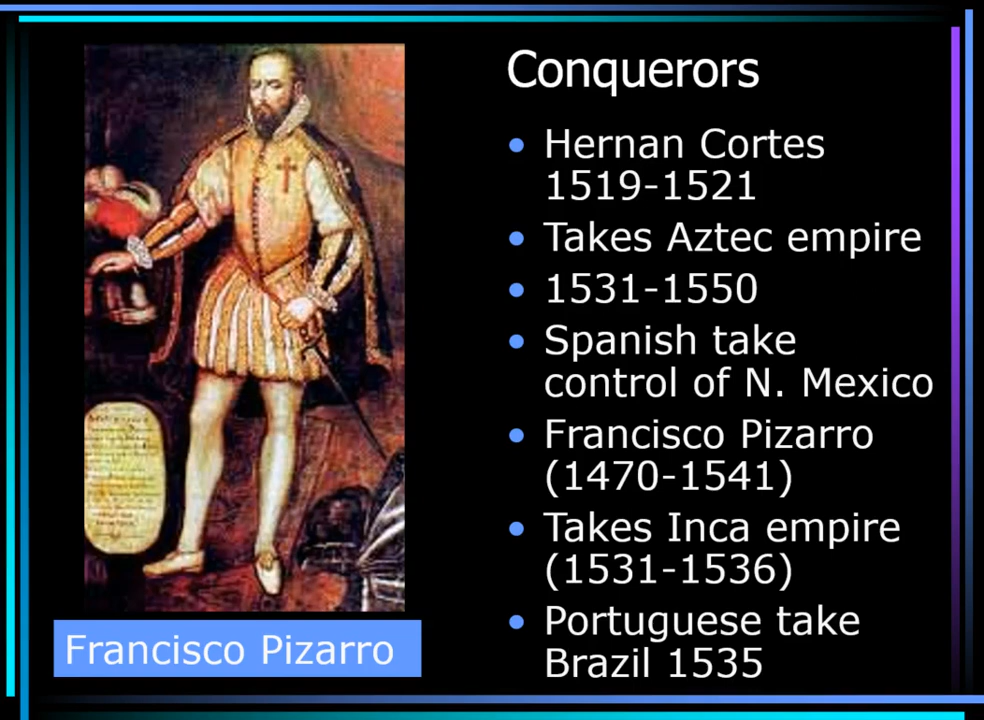 Conquerors
• Hernan Cortes
1519-1521
• Takes Aztec empire
• 1531-1550
• Spanish take
control of N. Mexico
• Francisco Pizarro
(1470-1541)
• Takes Inca empire
(1531-1536)
• Portuguese take
Brazil 1535
Francisco Pizarro